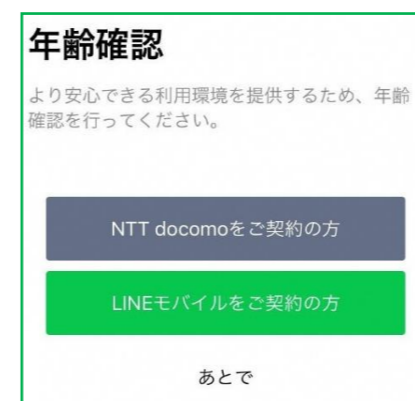 年齢確認
より安心できる利用環境を提供するため、年齢
確認を行ってください。
NTT docomoをご契約の方
LINEモバイルをご契約の方
あとで